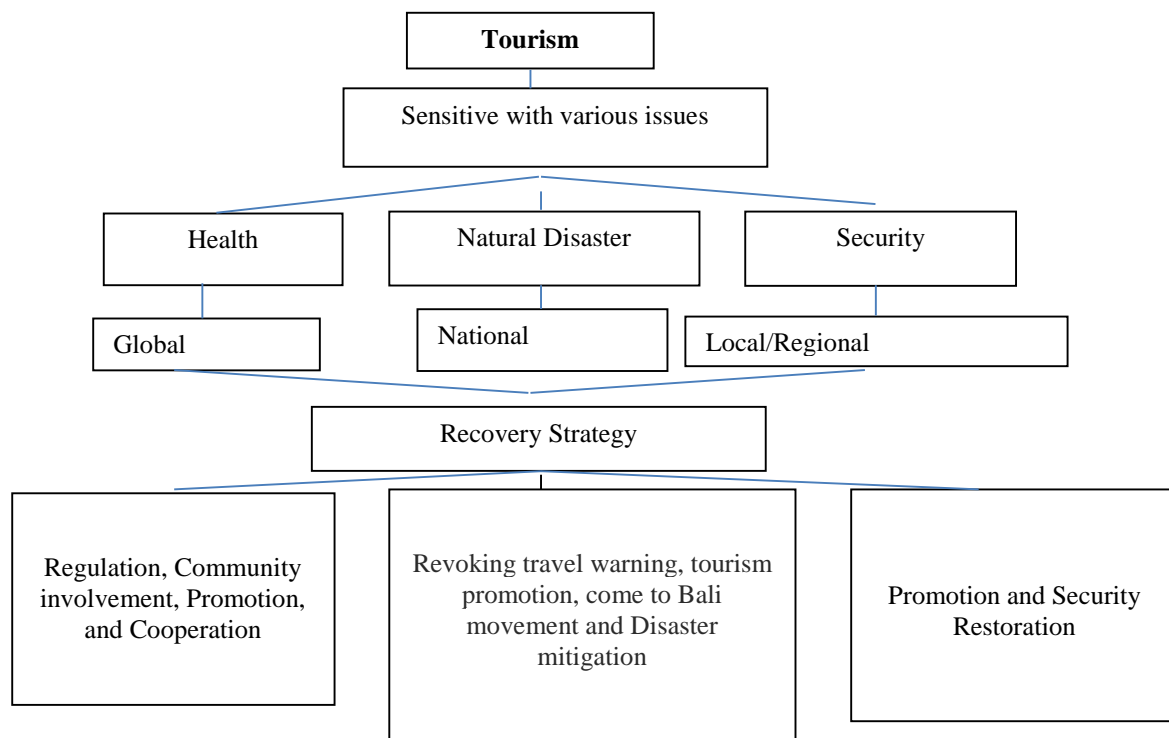 Tourism
Sensitive with various issues
Health
Natural Disaster
Security
Global
National
Local/Regional
Recovery Strategy
Regulation, Community
involvement, Promotion,
and Cooperation
Revoking travel warning, tourism
promotion, come to Bali
movement and Disaster
mitigation
Promotion and Security
Restoration